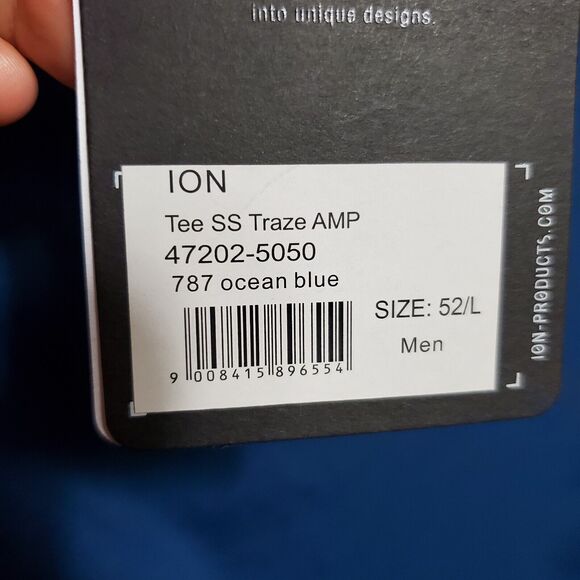 into unique designs.
ION
Tee SS Traze AMP
47202-5050
787 ocean blue
SIZE: 52/L
Men
9 008415 896554
ION-PRODUCTS.COM